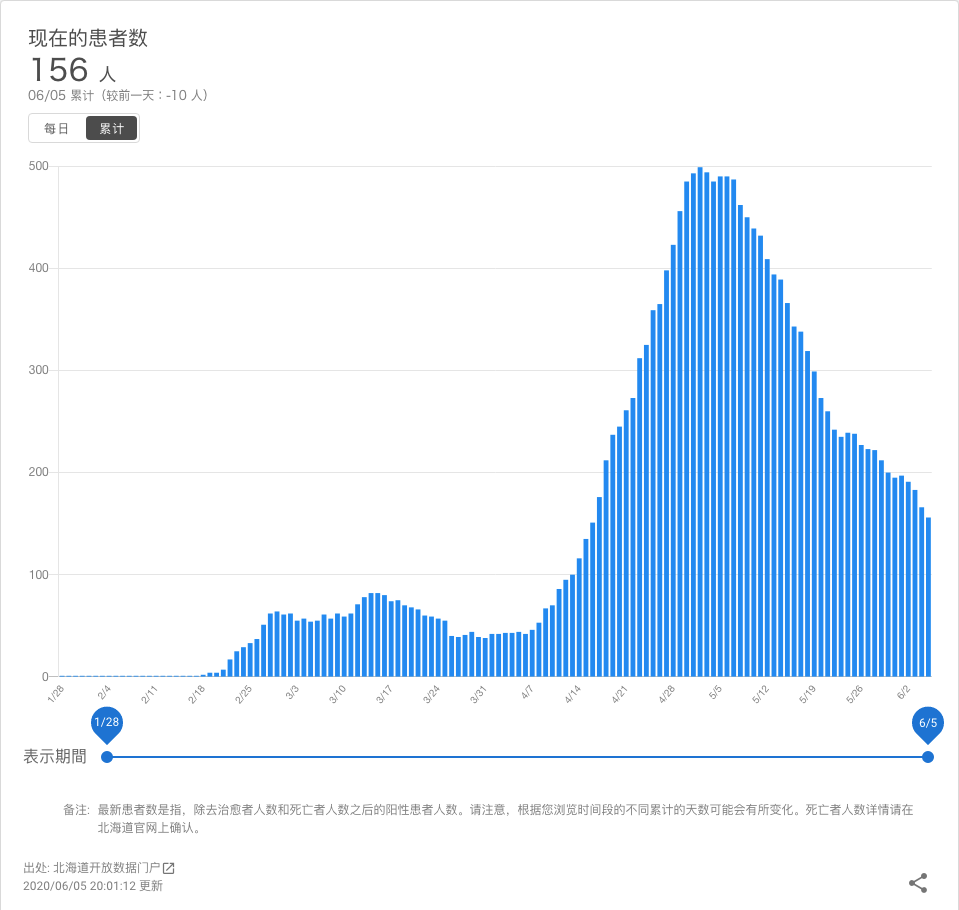 现在的患者数
156 人
06/05 累计（较前一天：-10 人）
每日 累计
500
400
300
200
100
0
1/28 2/4 2/11 2/18 2/25 3/3 3/10 3/17 3/24 3/31 4/7 4/14 4/21 4/28 5/5 5/12 5/19 5/26 6/2
1/28 6/5
表示期間
备注: 最新患者数是指，除去治愈者人数和死亡者人数之后的阳性患者人数。请注意，根据您浏览时间段的不同累计的天数可能会有所变化。死亡者人数详情请在
北海道官网上确认。
出处: 北海道开放数据门户
2020/06/05 20:01:12 更新